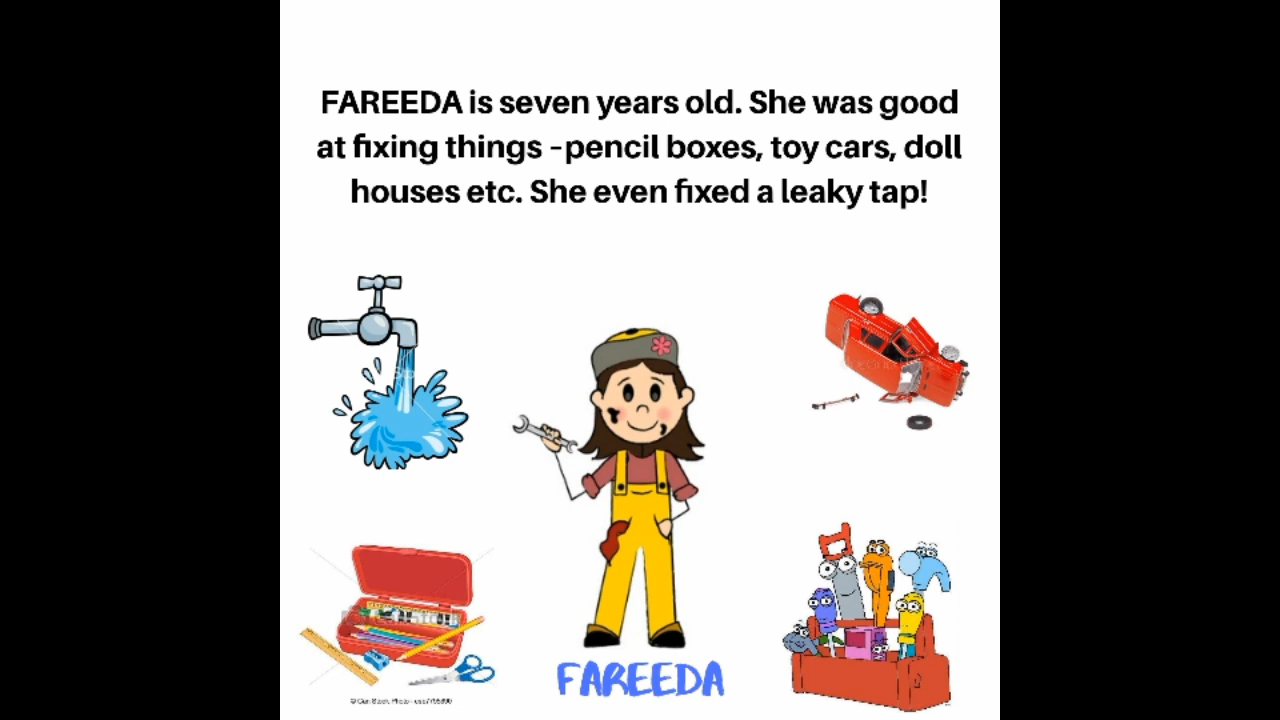 FAREEDA is seven years old. She was good
at fixing things –pencil boxes, toy cars, doll
houses etc. She even fixed a leaky tap!
FAREEDA